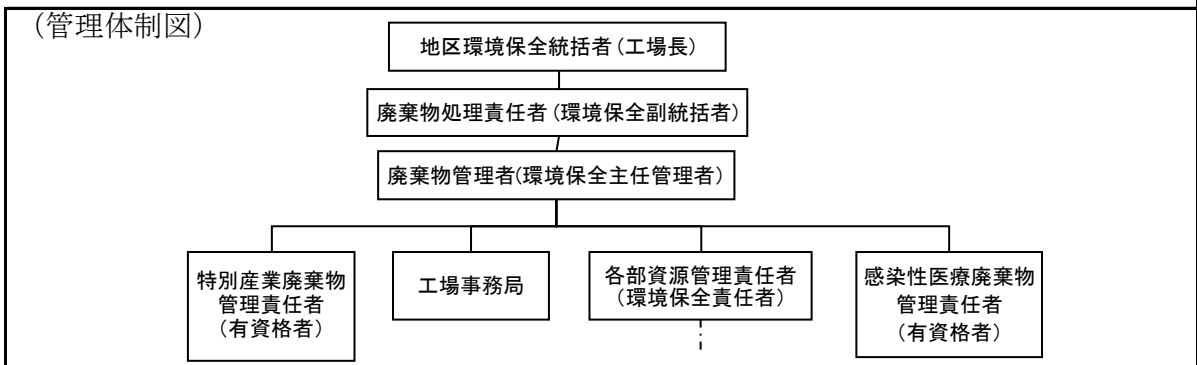 （管理体制図）
地区環境保全統括者（工場長）
廃棄物処理責任者（環境保全副統括者）
廃棄物管理者（環境保全主任管理者）
特別産業廃棄物
管理責任者
（有資格者）
工場事務局
各部資源管理責任者
（環境保全責任者）
感染性医療廃棄物
管理責任者
（有資格者）